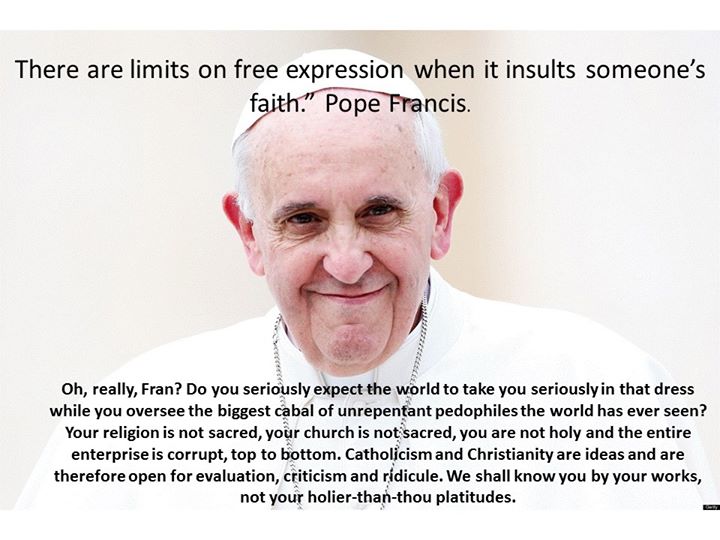 There are limits on free expression when it insults someone’s
faith.” Pope Francis.
Oh, really, Fran? Do you seriously expect the world to take you seriously in that dress
while you oversee the biggest cabal of unrepentant pedophiles the world has ever seen?
Your religion is not sacred, your church is not sacred, you are not holy and the entire
enterprise is corrupt, top to bottom. Catholicism and Christianity are ideas and are
therefore open for evaluation, criticism and ridicule. We shall know you by your works,
not your holier-than-thou platitudes.
Getty